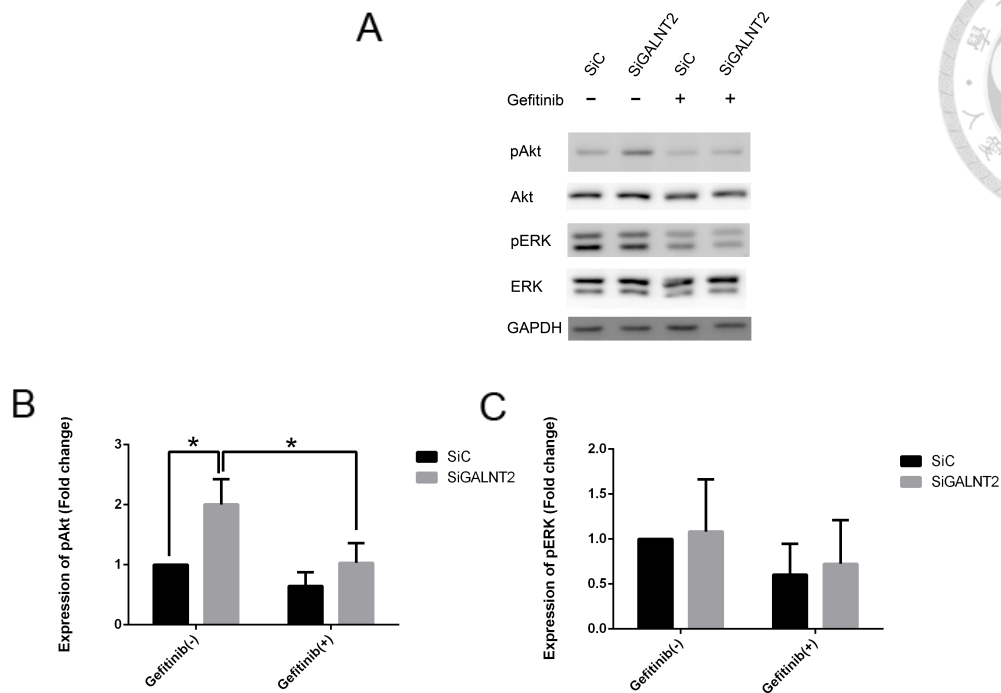 A
SiC SiGALNT2 SiC SiGALNT2
Gefitinib - - + +
pAkt
Akt
pERK
ERK
GAPDH
B
Expression of pAkt (Fold change)
3
2
1
0
* *
SiC
SiGALNT2
Gefitinib(-) Gefitinib(+)
C
Expression of pERK (Fold change)
2.0
1.5
1.0
0.5
0.0
SiC
SiGALNT2
Gefitinib(-) Gefitinib(+)